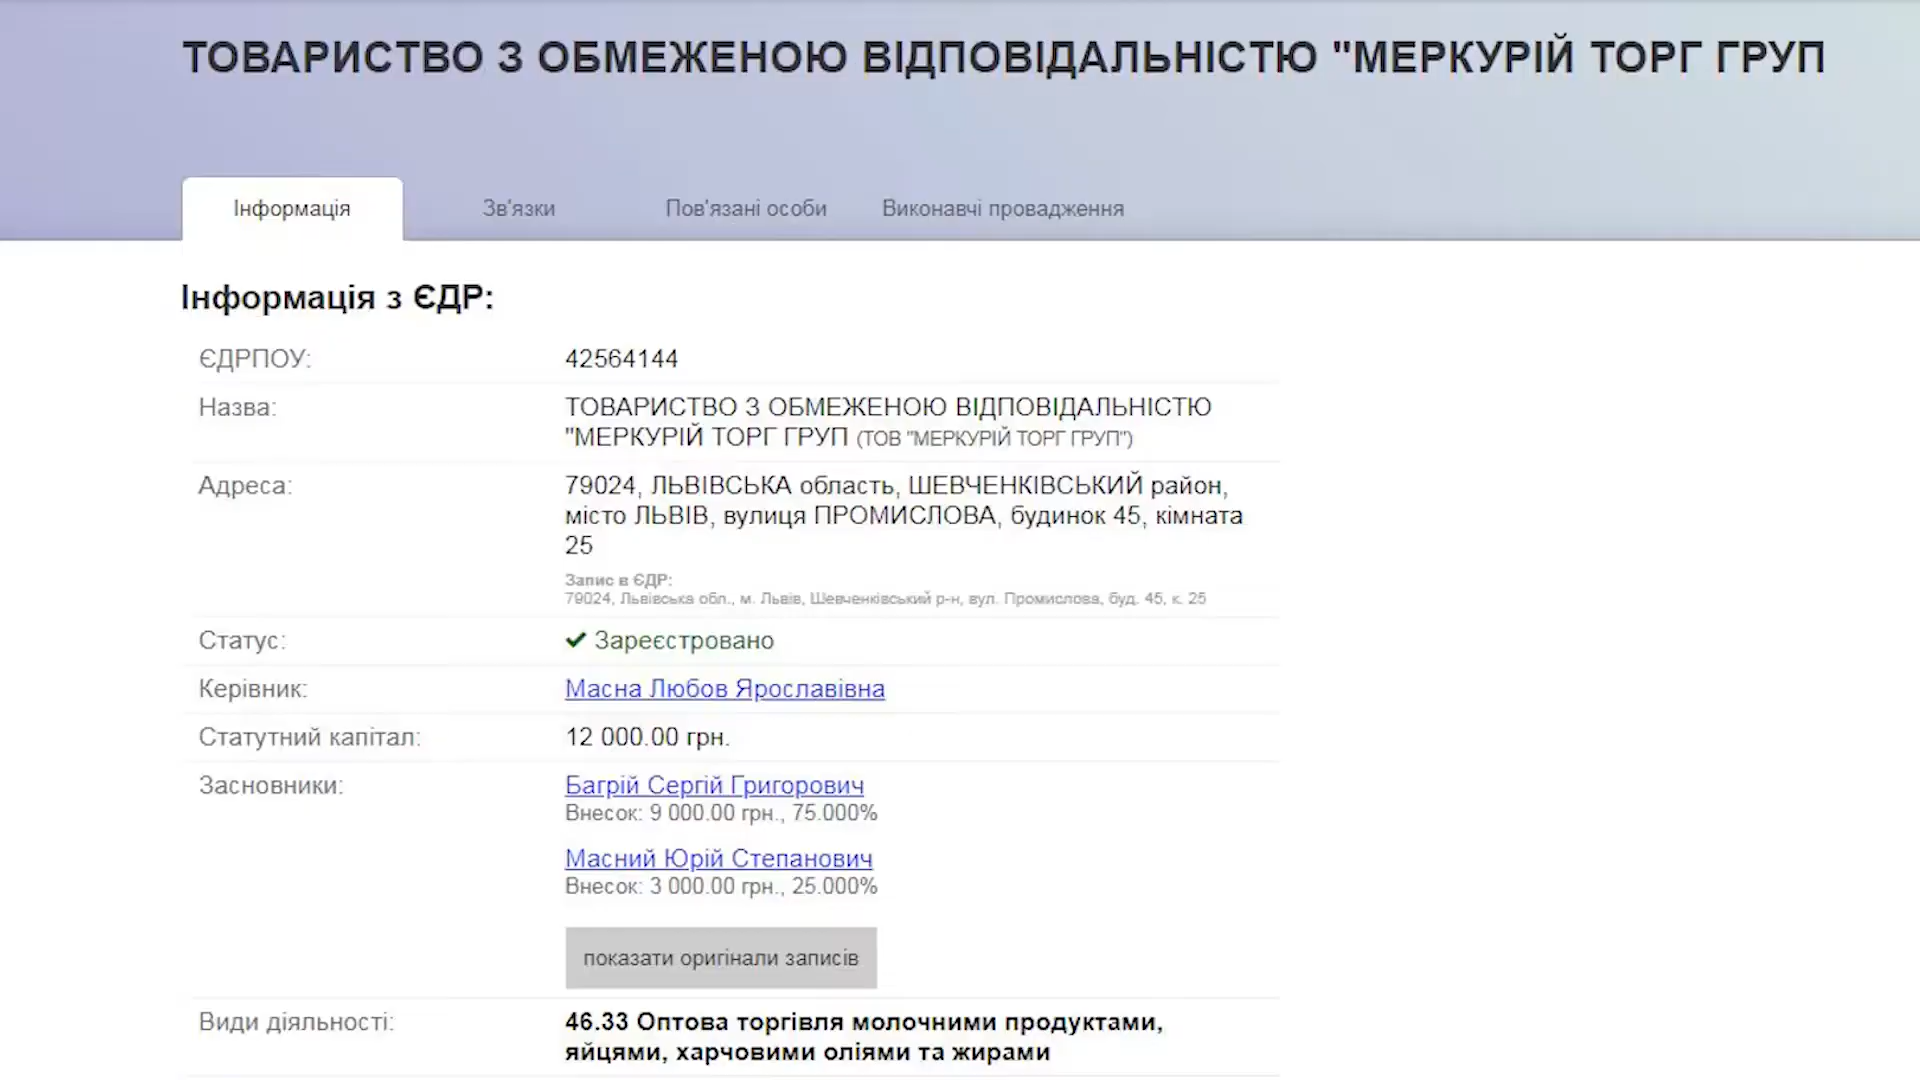 ТОВАРИСТВО З ОБМЕЖЕНОЮ ВІДПОВІДАЛЬНІСТЮ "МЕРКУРІЙ ТОРГ ГРУП
Інформація Зв'язки Пов'язані особи Виконавчі провадження
Інформація з ЄДР:
ЄДРПОУ: 42564144
Назва: ТОВАРИСТВО З ОБМЕЖЕНОЮ ВІДПОВІДАЛЬНІСТЮ
"МЕРКУРІЙ ТОРГ ГРУП (ТОВ "МЕРКУРІЙ ТОРГ ГРУП")
Адреса: 79024, ЛЬВІВСЬКА область, ШЕВЧЕНКІВСЬКИЙ район,
місто ЛЬВІВ, вулиця ПРОМИСЛОВА, будинок 45, кімната
25
Запис в ЄДР:
79024, Львівська обл., м. Львів, Шевченківський р-н, вул. Промислова, буд. 45, к. 25
Статус: ✔ Зареєстровано
Керівник: Масна Любов Ярославівна
Статутний капітал: 12 000.00 грн.
Засновники: Багрій Сергій Григорович
Внесок: 9 000.00 грн., 75.000%
Масний Юрій Степанович
Внесок: 3 000.00 грн., 25.000%
показати оригінали записів
Види діяльності: 46.33 Оптова торгівля молочними продуктами,
яйцями, харчовими оліями та жирами